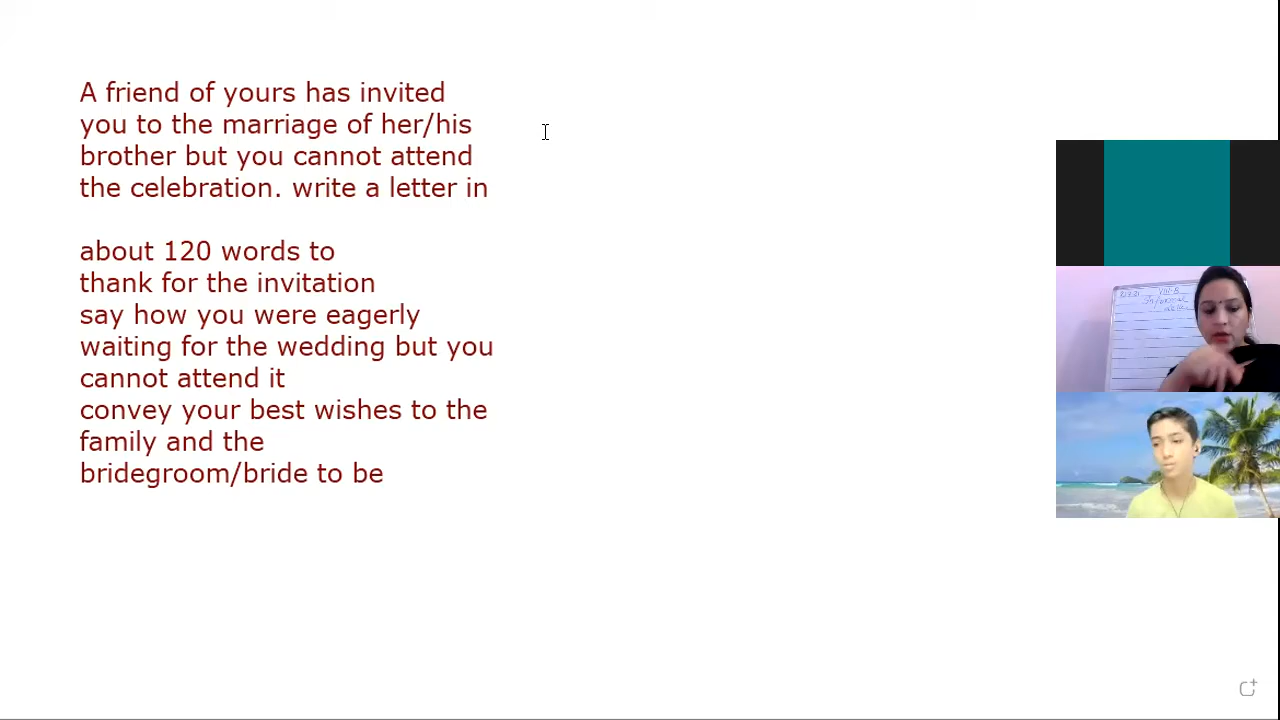 A friend of yours has invited
you to the marriage of her/his
brother but you cannot attend
the celebration. write a letter in
about 120 words to
thank for the invitation
say how you were eagerly
waiting for the wedding but you
cannot attend it
convey your best wishes to the
family and the
bridegroom/bride to be
VIII-B
Informal